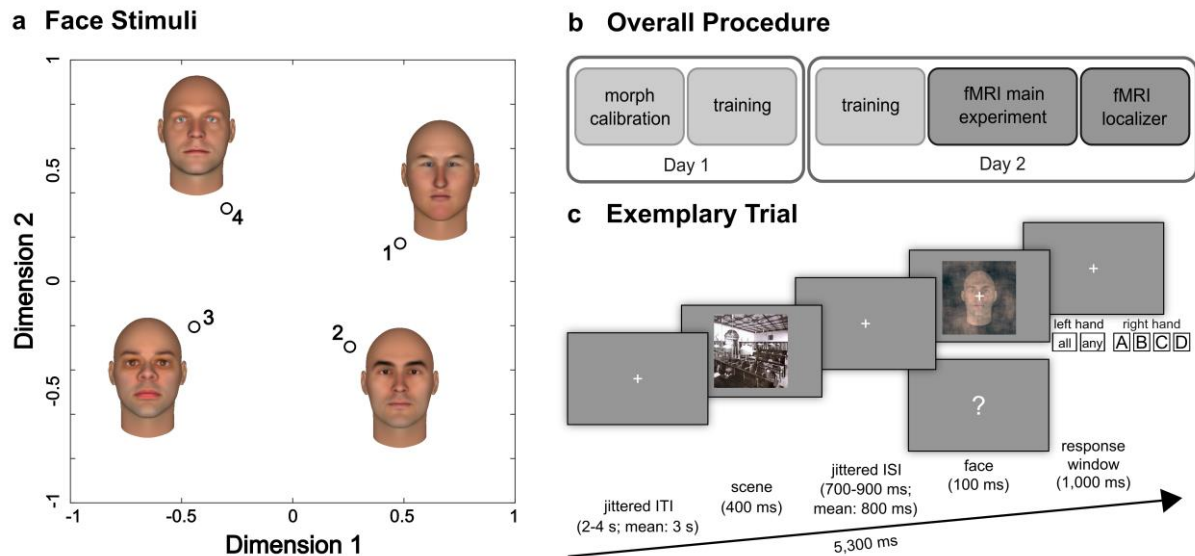 a Face Stimuli
1
0.5
0
-0.5
-1
Dimension 2
4
1
3
2
-1
-0.5
0
0.5
1
Dimension 1
b Overall Procedure
morph
calibration
training
Day 1
training
fMRI main
experiment
fMRI
localizer
Day 2
c Exemplary Trial
left hand
all any
right hand
A B C D
?
jittered ITI
(2-4 s; mean: 3 s)
scene
(400 ms)
jittered ISI
(700-900 ms;
mean: 800 ms)
face
(100 ms)
response
window
(1,000 ms)
5,300 ms